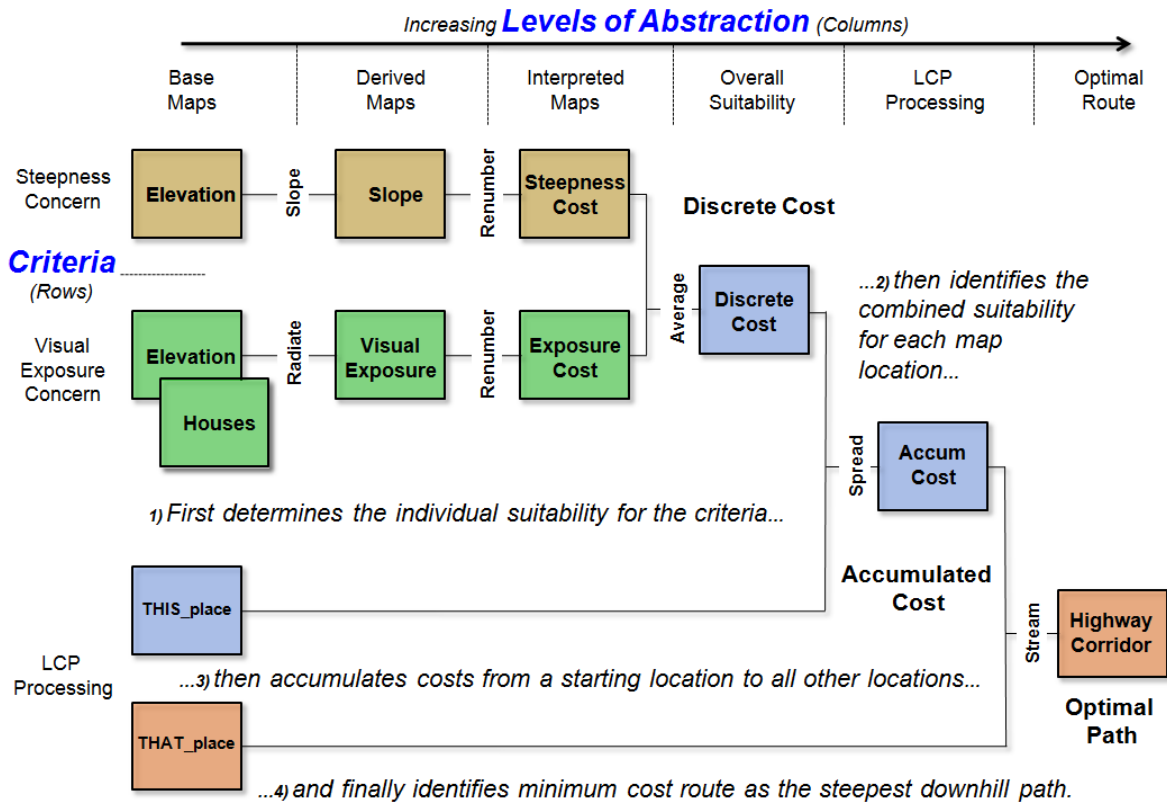 Increasing Levels of Abstraction (Columns)
Base
Maps
Derived
Maps
Interpreted
Maps
Overall
Suitability
LCP
Processing
Optimal
Route
Steepness
Concern
Elevation
Slope
Slope
Renumber
Steepness
Cost
Discrete Cost
Criteria
(Rows)
Average
Discrete
Cost
...2) then identifies the
combined suitability
for each map
location...
Visual
Exposure
Concern
Elevation
Houses
Radiate
Visual
Exposure
Renumber
Exposure
Cost
Spread
Accum
Cost
1) First determines the individual suitability for the criteria...
THIS_place
Accumulated
Cost
Stream
Highway
Corridor
LCP
Processing
...3) then accumulates costs from a starting location to all other locations...
Optimal
Path
THAT_place
...4) and finally identifies minimum cost route as the steepest downhill path.